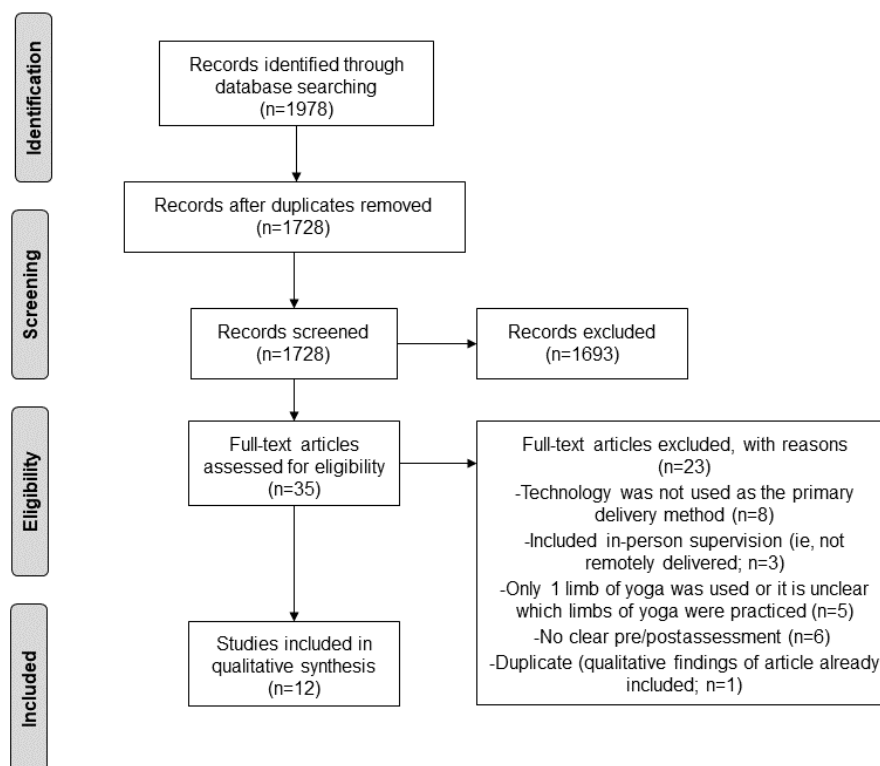 Identification
Records identified through
database searching
(n=1978)
Records after duplicates removed
(n=1728)
Screening
Records screened
(n=1728)
Records excluded
(n=1693)
Eligibility
Full-text articles
assessed for eligibility
(n=35)
Full-text articles excluded, with reasons
(n=23)
-Technology was not used as the primary
delivery method (n=8)
-Included in-person supervision (ie, not
remotely delivered; n=3)
-Only 1 limb of yoga was used or it is unclear
which limbs of yoga were practiced (n=5)
-No clear pre/postassessment (n=6)
-Duplicate (qualitative findings of article already
included; n=1)
Included
Studies included in
qualitative synthesis
(n=12)